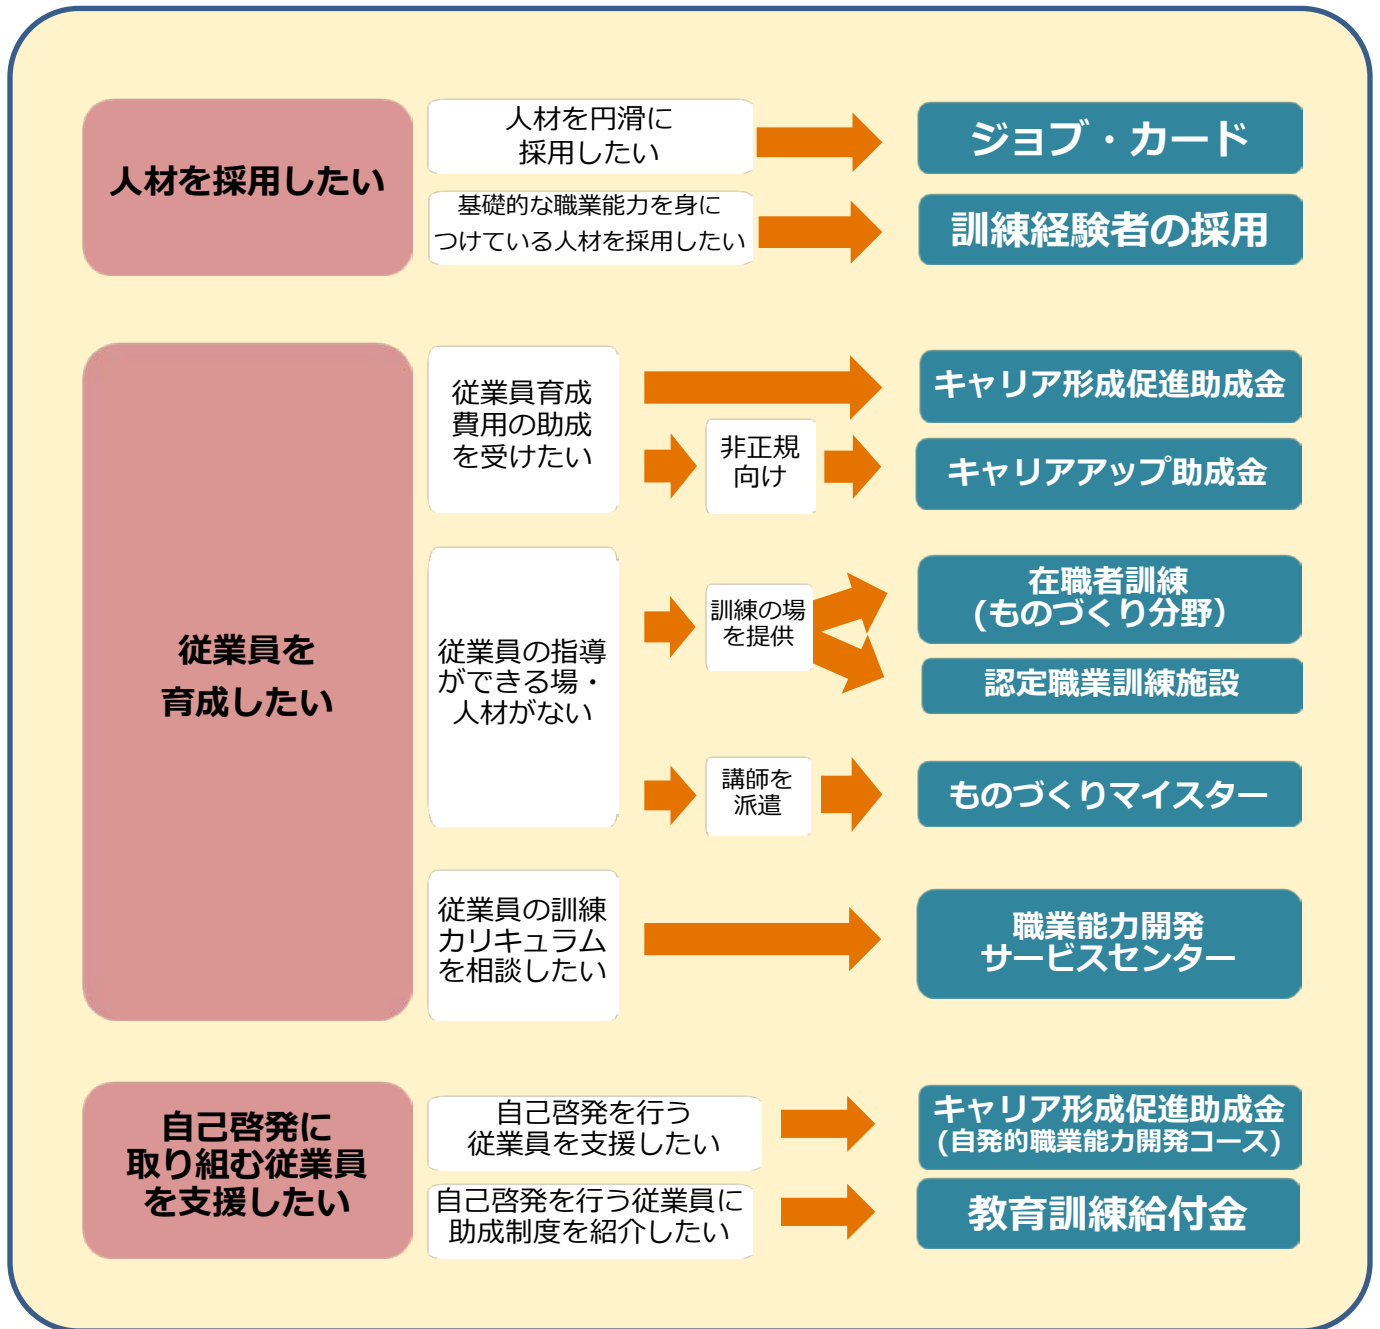 人材を採用したい
人材を円滑に
採用したい
ジョブ・カード
基礎的な職業能力を身に
つけている人材を採用したい
訓練経験者の採用
従業員を
育成したい
従業員育成
費用の助成
を受けたい
キャリア形成促進助成金
非正規
向け
キャリアアップ助成金
従業員の指導
ができる場・
人材がない
訓練の場
を提供
在職者訓練
(ものづくり分野）
認定職業訓練施設
講師を
派遣
ものづくりマイスター
従業員の訓練
カリキュラム
を相談したい
職業能力開発
サービスセンター
自己啓発に
取り組む従業員
を支援したい
自己啓発を行う
従業員を支援したい
キャリア形成促進助成金
(自発的職業能力開発コース)
自己啓発を行う従業員に
助成制度を紹介したい
教育訓練給付金